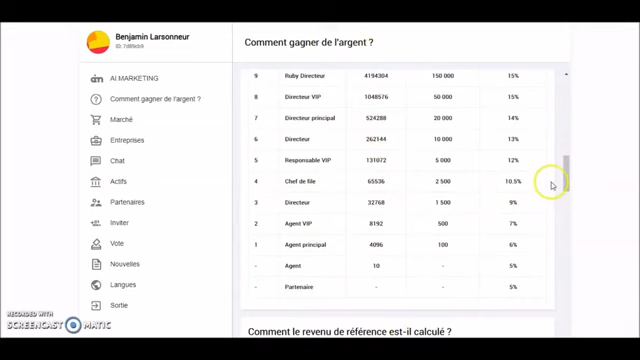 Benjamin Larsonneur
ID: 7d89cb9
Comment gagner de l'argent ?
AI.MARKETING
Comment gagner de l'argent ?
Marché
Entreprises
Chat
Actifs
Partenaires
Inviter
Vote
Nouvelles
Langues
Sortie
9 Ruby Directeur 4194304 150 000 15%
8 Directeur VIP 1048576 50 000 15%
7 Directeur principal 524288 20 000 14%
6 Directeur 262144 10 000 13%
5 Responsable VIP 131072 5 000 12%
4 Chef de file 65536 2 500 10.5%
3 Directeur 32768 1 500 9%
2 Agent VIP 8192 500 7%
1 Agent principal 4096 100 6%
- Agent 10 - 5%
- Partenaire - - 5%
Comment le revenu de référence est-il calculé ?
RECORDED WITH
SCREENCAST MATIC